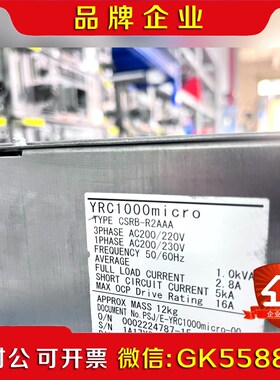 品牌企业
YRC1000micro
TYPE CSRB-R2AAA
3PHASE AC200/220V
1PHASE AC200/230V
FREQUENCY 50/60Hz
AVERAGE 1.0kVA
FULL LOAD CURRENT 2.8A
SHORT CIRCUIT CURRENT 5kA
MAX OCP Drive Rating 16A
APPROX MASS 12kg
DOCUMENT No.PSJ/E-YRC1000micro-00
O/N 0002224787-15
S/N
对公 可开票 微信:GK5588